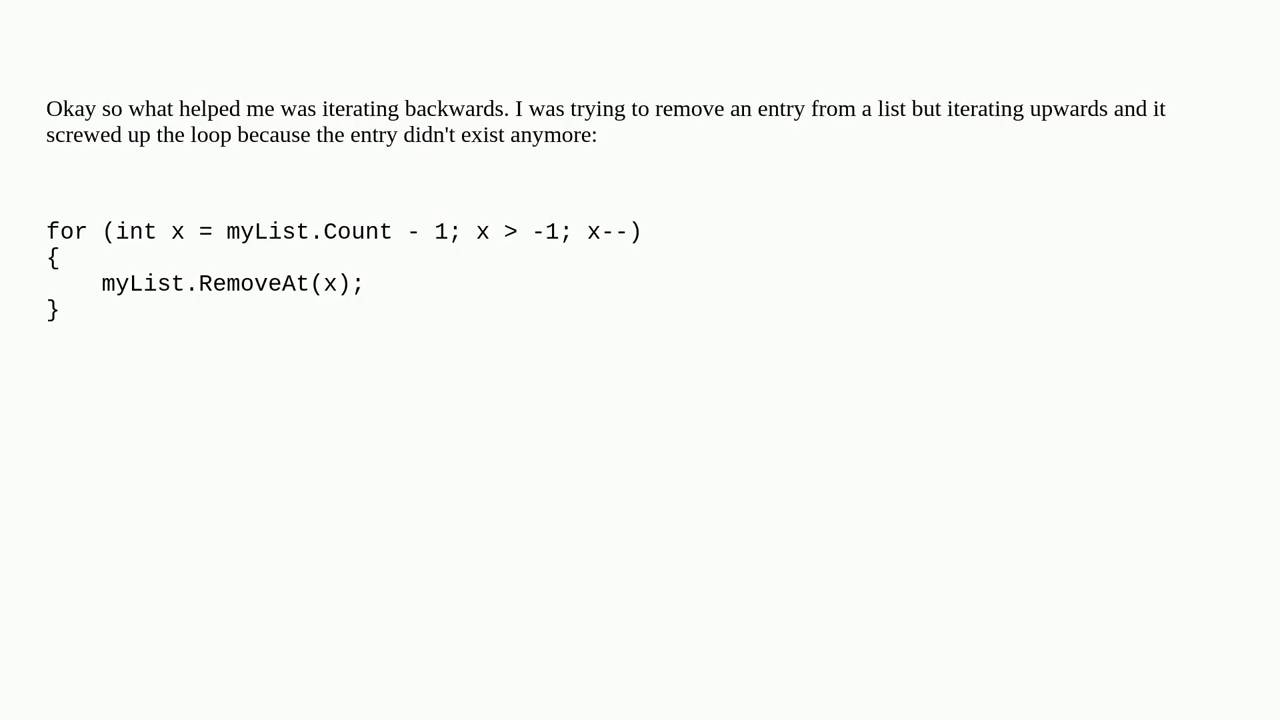 Okay so what helped me was iterating backwards. I was trying to remove an entry from a list but iterating upwards and it
screwed up the loop because the entry didn't exist anymore:
for (int x = myList.Count - 1; x > -1; x--)
{
    myList.RemoveAt(x);
}